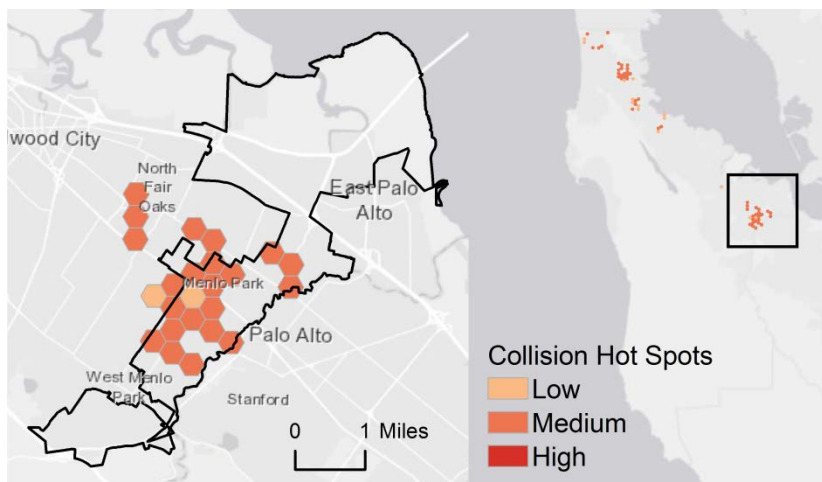 wood City
North
Fair
Oaks
East Palo
Alto
Menlo Park
Palo Alto
West Menlo
Park
Stanford
0 1 Miles
Collision Hot Spots
Low
Medium
High